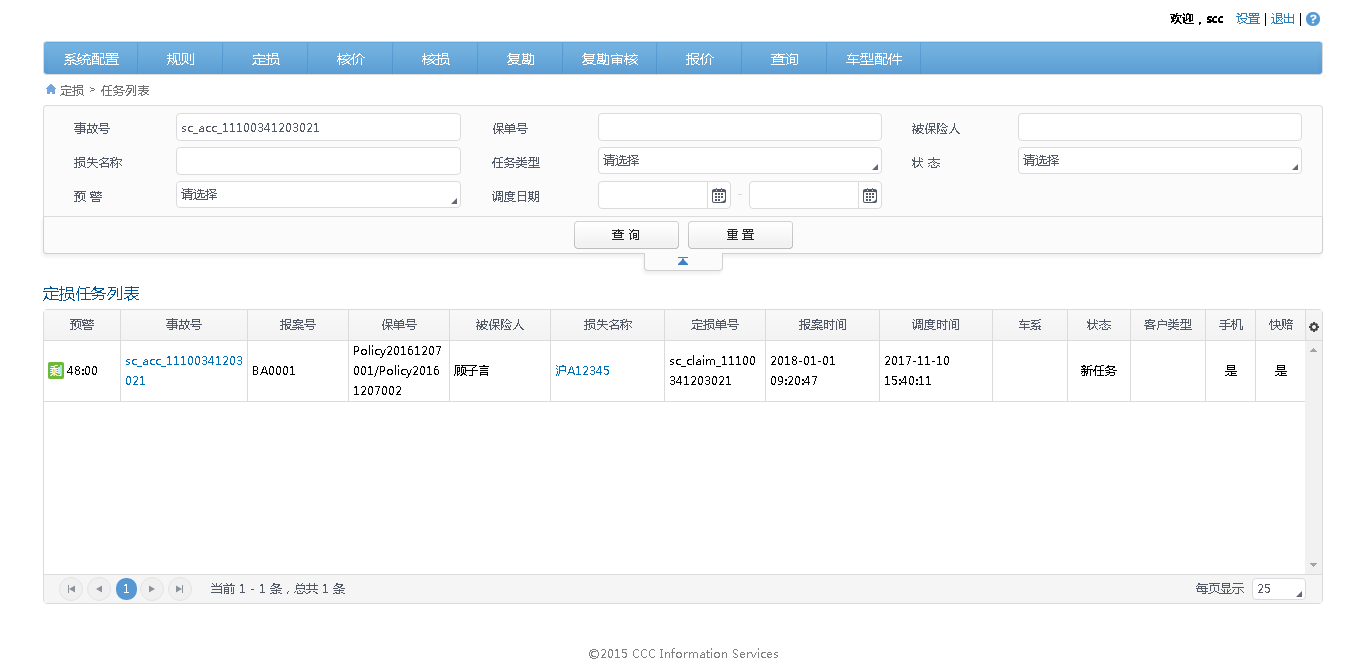 欢迎，scc 设置 | 退出 | ?
系统配置 规则 定损 核价 核损 复勘 复勘审核 报价 查询 车型配件
定损 > 任务列表
事故号 sc_acc_11100341203021 保单号 被保险人
损失名称 任务类型 请选择 状 态 请选择
预 警 请选择 调度日期 -
查 询 重 置
定损任务列表
预警 事故号 报案号 保单号 被保险人 损失名称 定损单号 报案时间 调度时间 车系 状态 客户类型 手机 快赔
剩 48:00 sc_acc_11100341203 BA0001 Policy20161207 顾子言 沪A12345 sc_claim_11100 2018-01-01 2017-11-10 新任务 是 是
021 001/Policy2016 341203021 09:20:47 15:40:11
1207002
1 当前 1 - 1 条，总共 1 条 每页显示 25
©2015 CCC Information Services